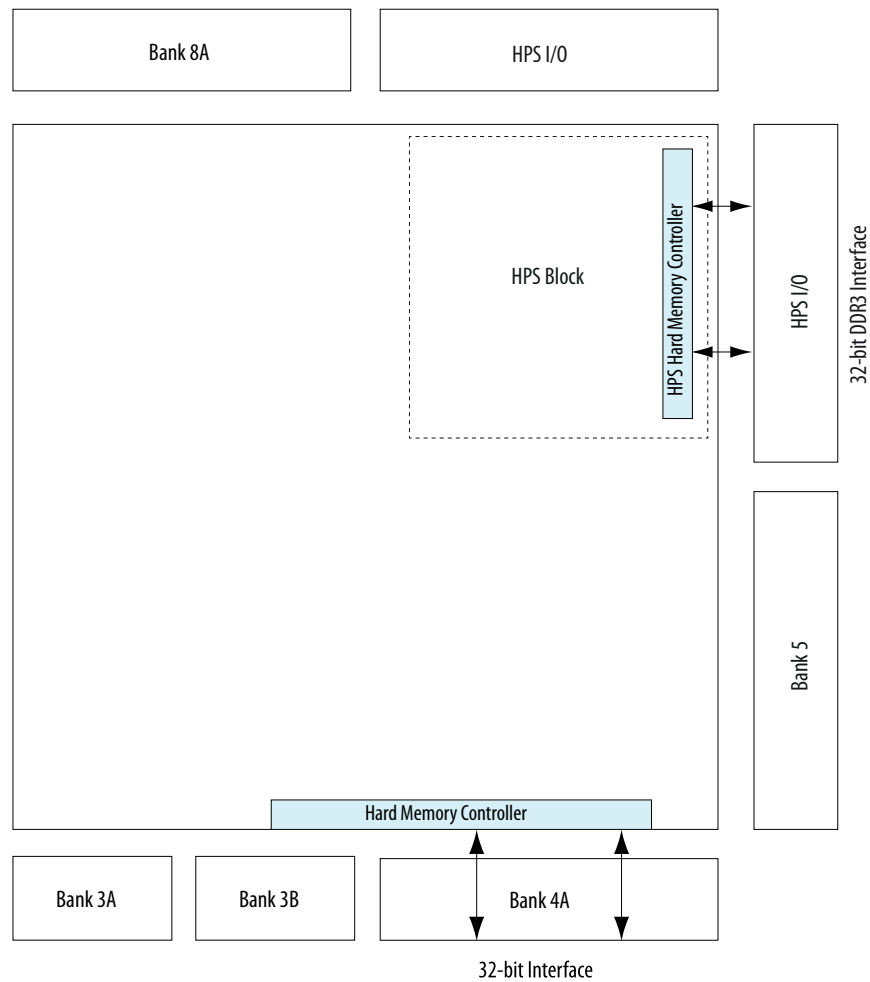 Bank 8A
HPS I/O
HPS Block
HPS Hard Memory Controller
HPS I/O
32-bit DDR3 Interface
Bank 5
Hard Memory Controller
Bank 3A
Bank 3B
Bank 4A
32-bit Interface